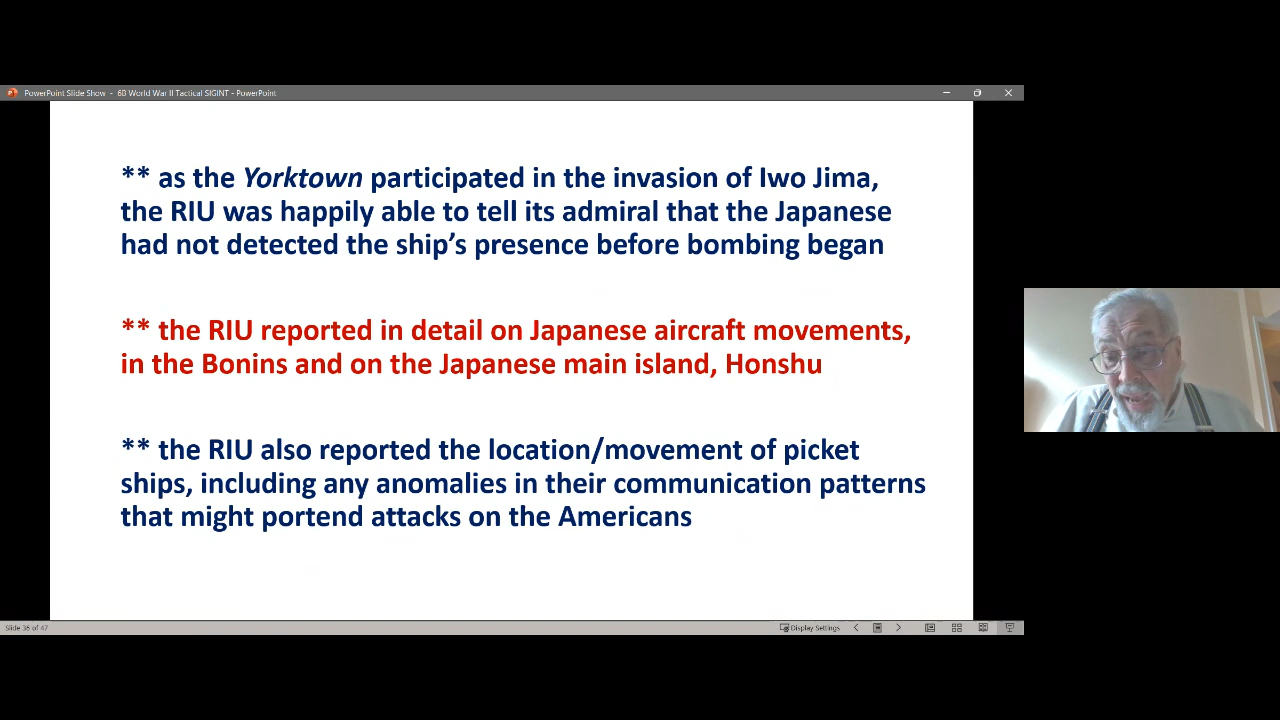 PowerPoint Slide Show - 6B World War II Tactical SIGINT - PowerPoint
** as the Yorktown participated in the invasion of Iwo Jima,
the RIU was happily able to tell its admiral that the Japanese
had not detected the ship's presence before bombing began
** the RIU reported in detail on Japanese aircraft movements,
in the Bonins and on the Japanese main island, Honshu
** the RIU also reported the location/movement of picket
ships, including any anomalies in their communication patterns
that might portend attacks on the Americans
Slide 36 of 47
Display Settings